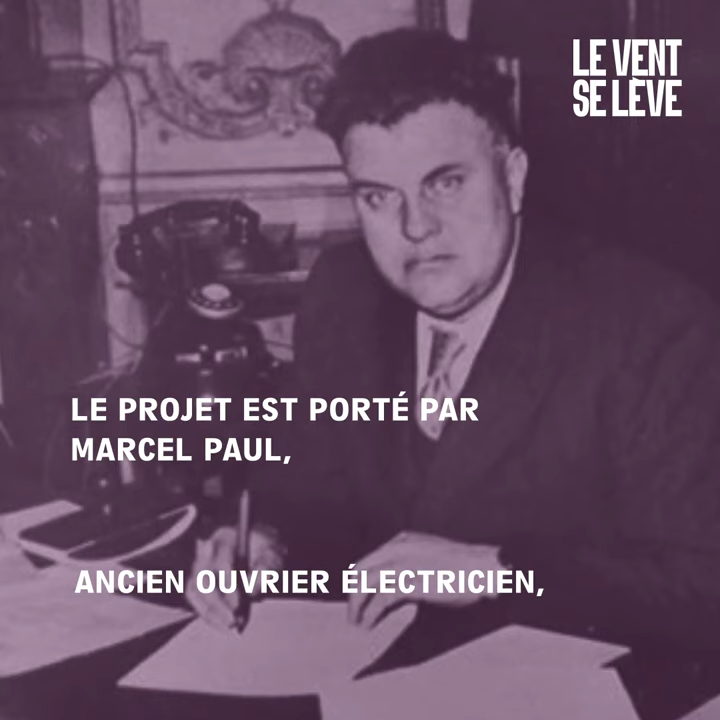 LE VENT
SE LÈVE
LE PROJET EST PORTÉ PAR
MARCEL PAUL,
ANCIEN OUVRIER ÉLECTRICIEN,